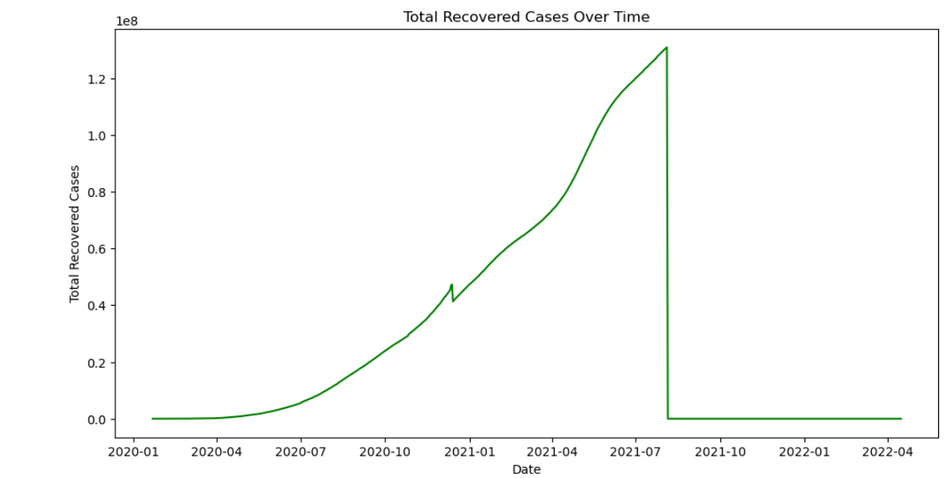 Total Recovered Cases Over Time
1e8
Total Recovered Cases
1.2
1.0
0.8
0.6
0.4
0.2
0.0
2020-01 2020-04 2020-07 2020-10 2021-01 2021-04 2021-07 2021-10 2022-01 2022-04
Date